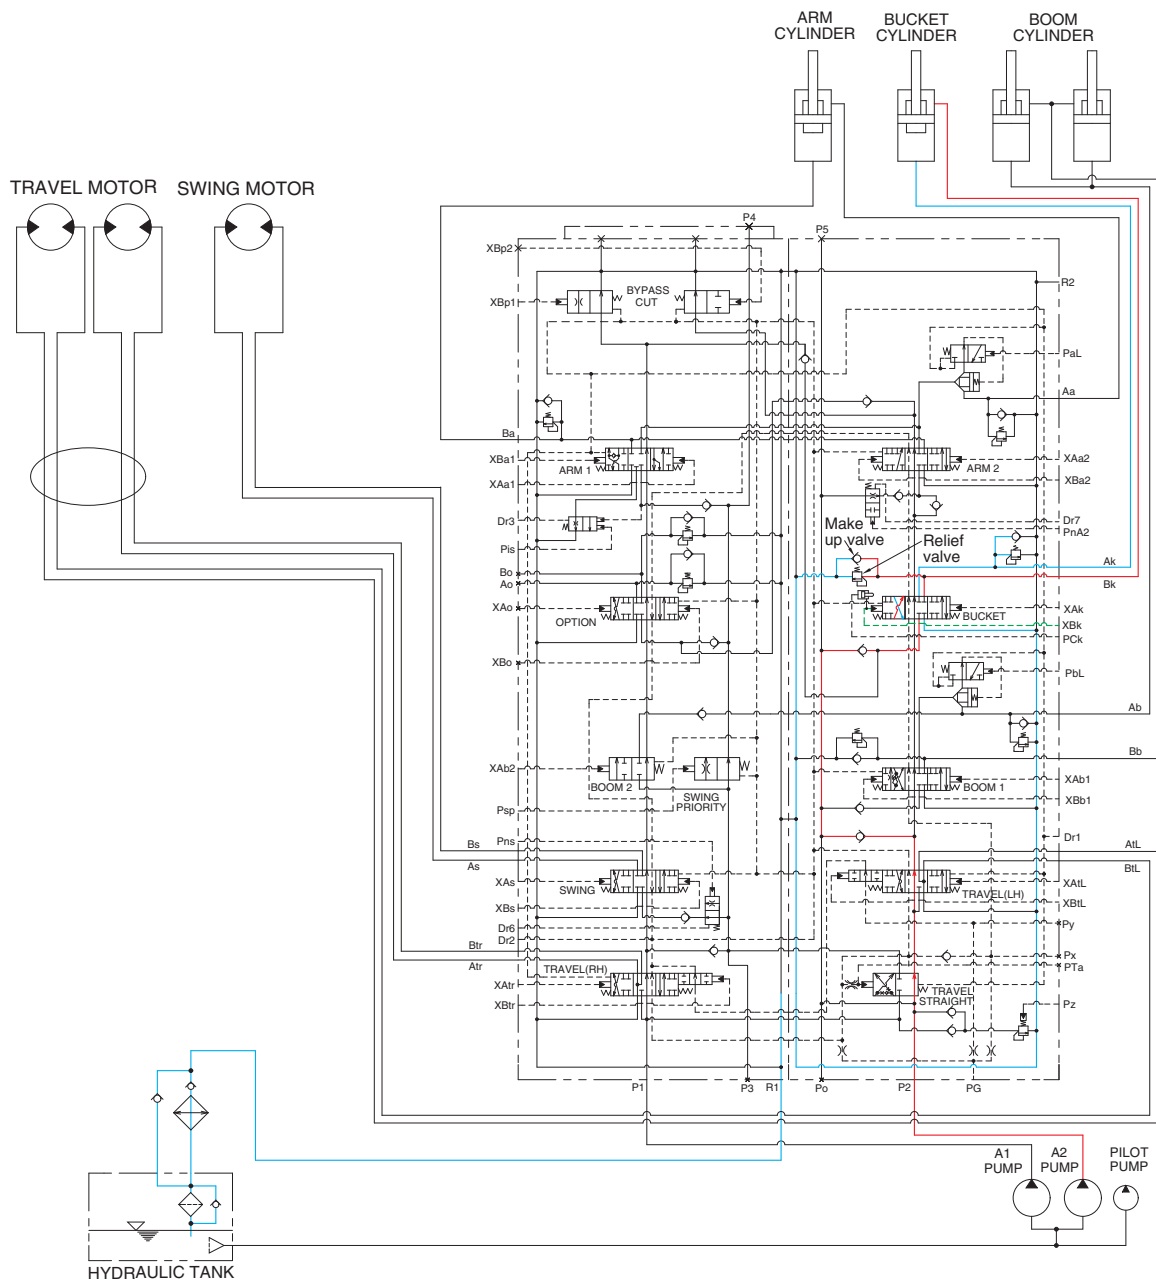 ARM
CYLINDER
BUCKET
CYLINDER
BOOM
CYLINDER
TRAVEL MOTOR
SWING MOTOR
P4
P5
XBp2
R2
BYPASS
CUT
XBp1
PaL
Aa
Ba
XBa1
ARM 1
XAa1
ARM 2
XAa2
XBa2
Dr3
Pis
Dr7
PnA2
Make
up valve
Relief
valve
Bo
Ao
Ak
Bk
XAo
OPTION
BUCKET
XAk
XBk
PCk
XBo
PbL
Ab
Bb
XAb2
BOOM 2
SWING
PRIORITY
BOOM 1
XAb1
XBb1
Psp
Pns
Dr1
Bs
As
AtL
BtL
XAs
SWING
XBs
TRAVEL(LH)
XAtL
XBtL
Dr6
Dr2
Py
Btr
Atr
Px
PTa
TRAVEL(RH)
XAtr
XBtr
TRAVEL
STRAIGHT
Pz
P1
P3
R1
Po
P2
PG
A1
PUMP
A2
PUMP
PILOT
PUMP
HYDRAULIC TANK